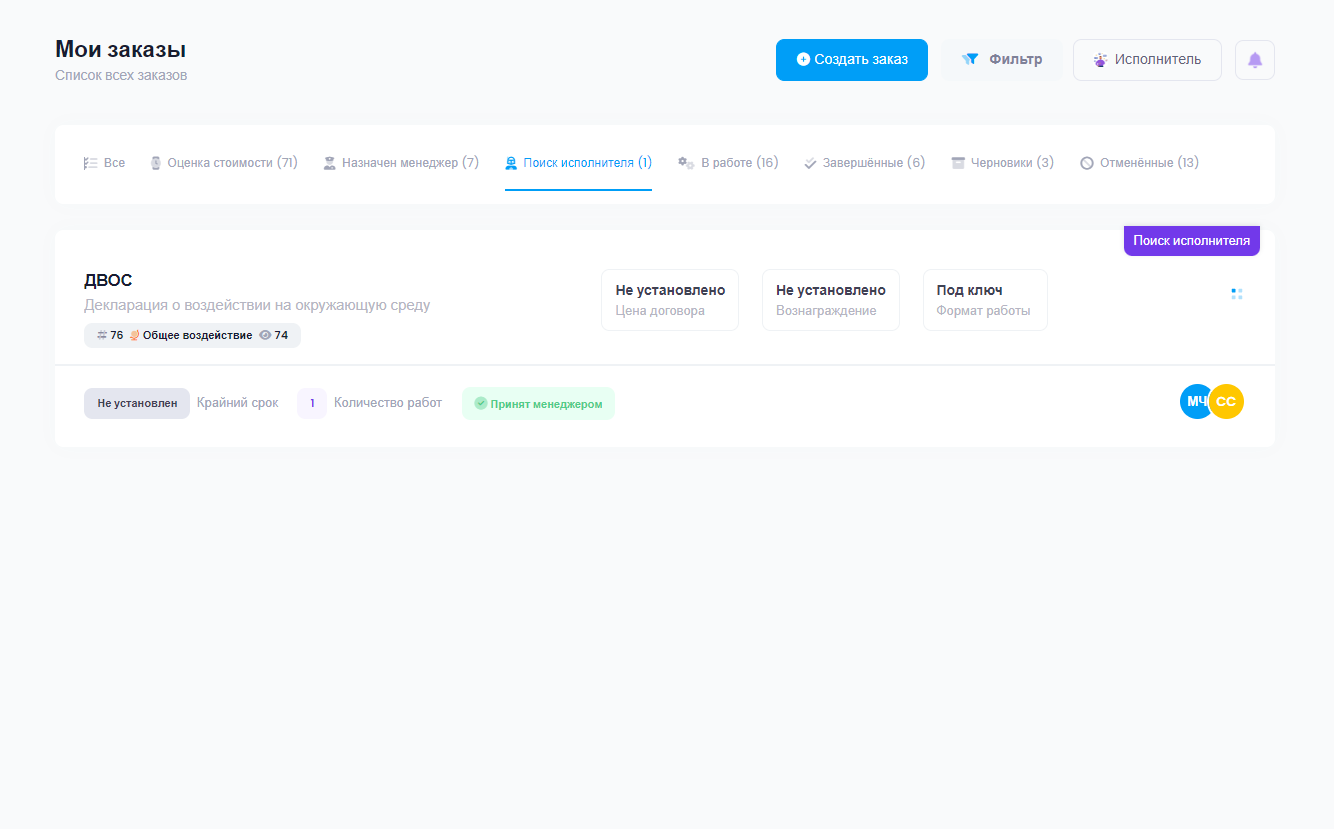 Мои заказы
Список всех заказов
Создать заказ
Фильтр
Исполнитель
Все
Оценка стоимости (71)
Назначен менеджер (7)
Поиск исполнителя (1)
В работе (16)
Завершённые (6)
Черновики (3)
Отменённые (13)
Поиск исполнителя
ДВОС
Декларация о воздействии на окружающую среду
# 76 Общее воздействие 74
Не установлено
Цена договора
Не установлено
Вознаграждение
Под ключ
Формат работы
Не установлен Крайний срок
1 Количество работ
Принят менеджером
МЧ
СС